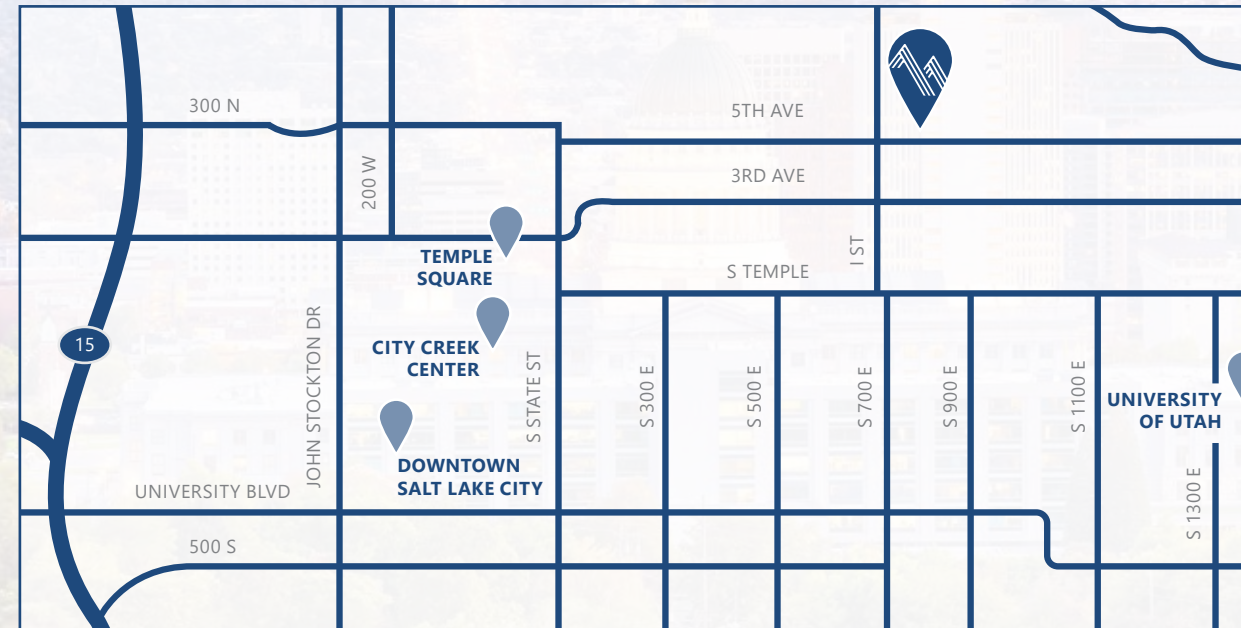 300 N
5TH AVE
200 W
3RD AVE
I ST
TEMPLE
SQUARE
S TEMPLE
15
JOHN STOCKTON DR
CITY CREEK
CENTER
S STATE ST
S 300 E
S 500 E
S 700 E
S 900 E
S 1100 E
UNIVERSITY
OF UTAH
DOWNTOWN
SALT LAKE CITY
UNIVERSITY BLVD
S 1300 E
500 S